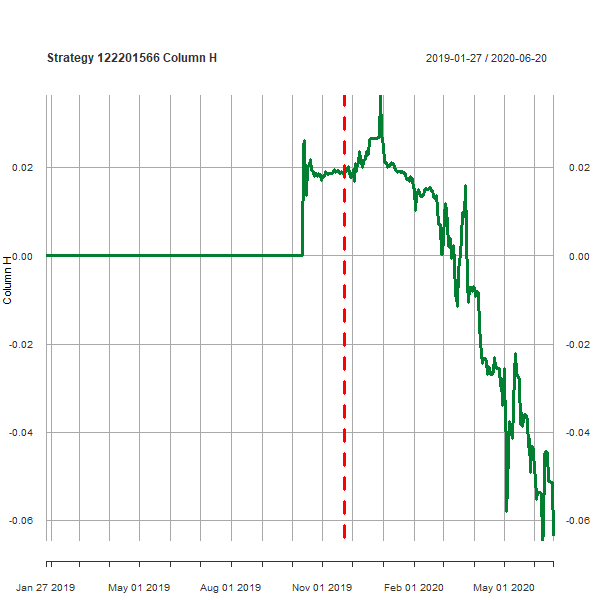 Strategy 122201566 Column H
2019-01-27 / 2020-06-20
0.02 0.02
0.00 0.00
Column H
-0.02 -0.02
-0.04 -0.04
-0.06 -0.06
Jan 27 2019 May 01 2019 Aug 01 2019 Nov 01 2019 Feb 01 2020 May 01 2020